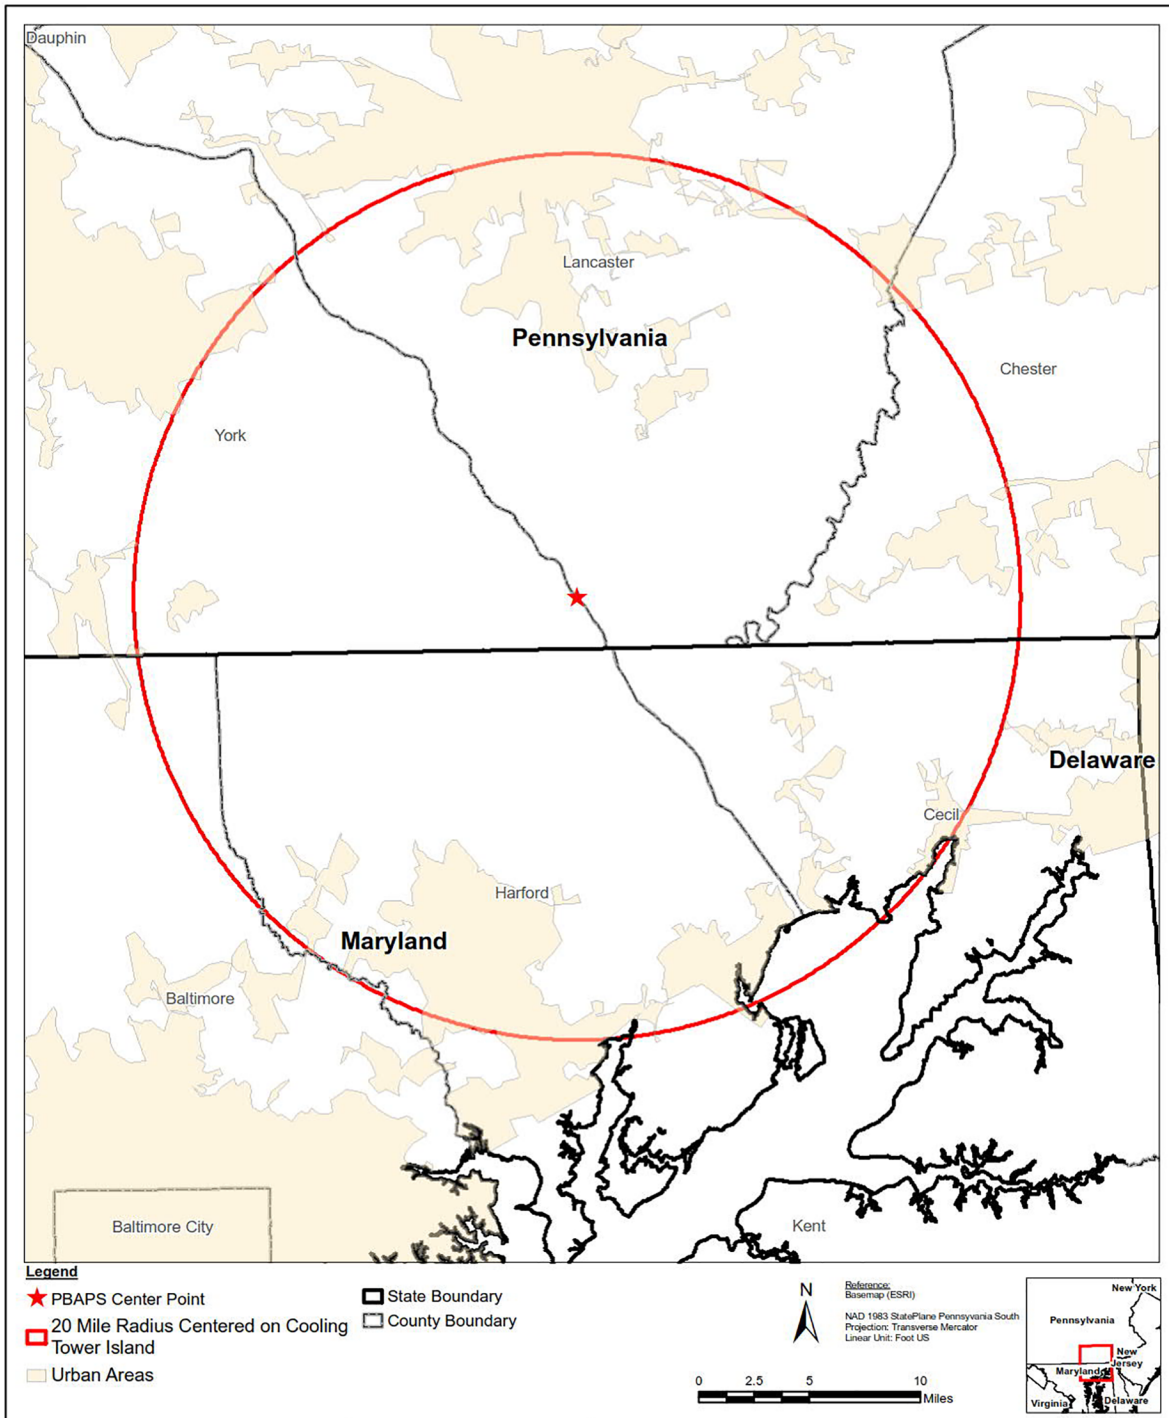 Dauphin
Lancaster
Pennsylvania
Chester
York
Delaware
Cecil
Harford
Maryland
Baltimore
Baltimore City
Kent
Legend
PBAPS Center Point
20 Mile Radius Centered on Cooling
Tower Island
Urban Areas
State Boundary
County Boundary
N
Reference:
Basemap (ESRI)
NAD 1983 StatePlane Pennsyvania South
Projection: Transverse Mercator
Linear Unit: Foot US
0 2.5 5 10
Miles
New York
Pennsylvania
New
Jersey
Maryland
Virginia
Delaware